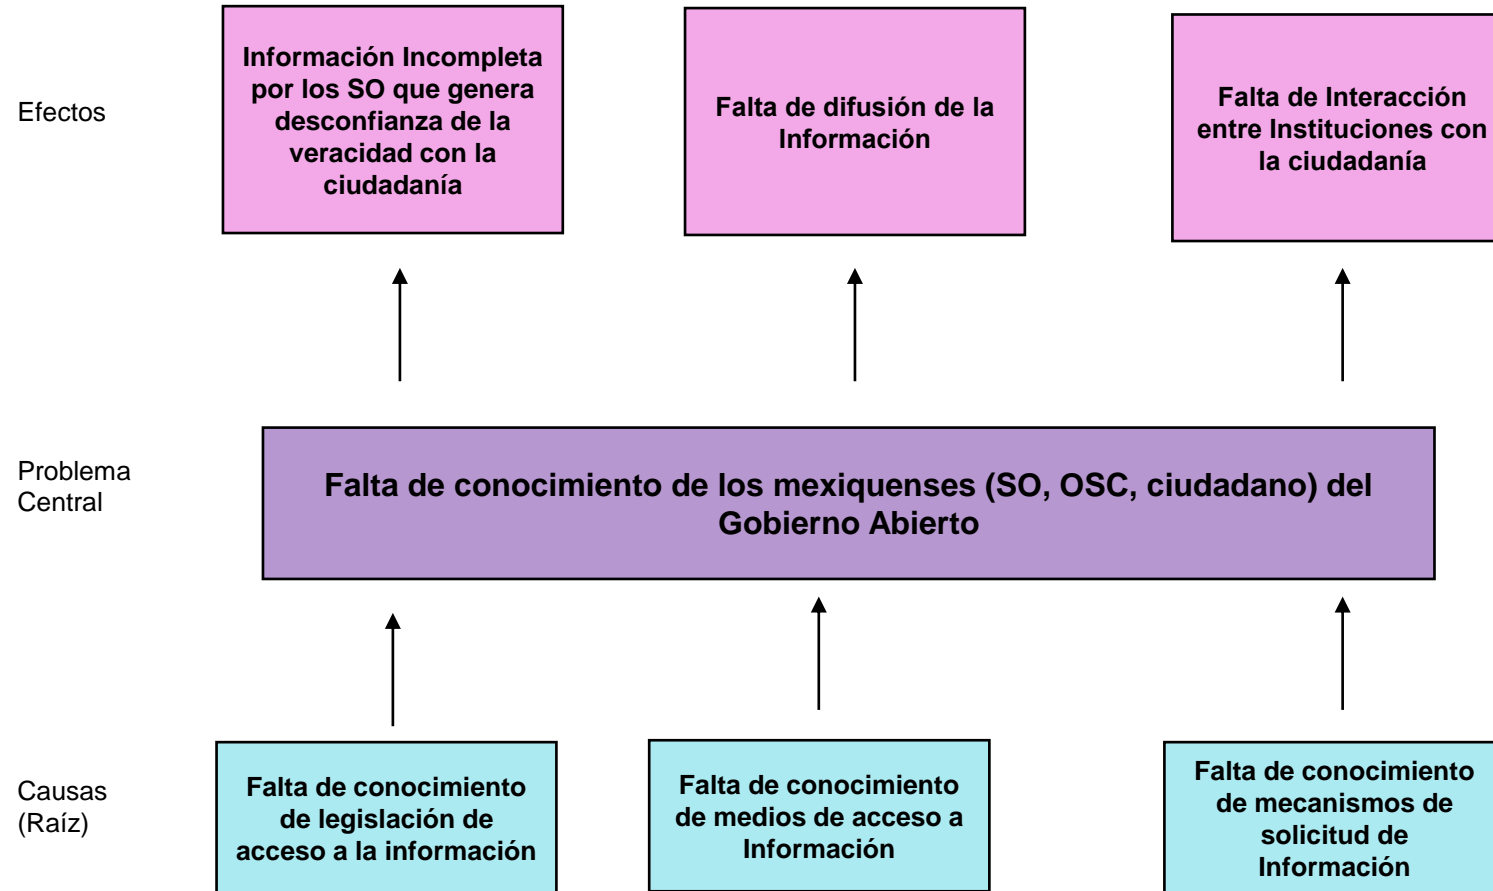 Efectos
Información Incompleta
por los SO que genera
desconfianza de la
veracidad con la
ciudadanía
Falta de difusión de la
Información
Falta de Interacción
entre Instituciones con
la ciudadanía
Problema
Central
Falta de conocimiento de los mexiquenses (SO, OSC, ciudadano) del
Gobierno Abierto
Causas
(Raíz)
Falta de conocimiento
de legislación de
acceso a la información
Falta de conocimiento
de medios de acceso a
Información
Falta de conocimiento
de mecanismos de
solicitud de
Información